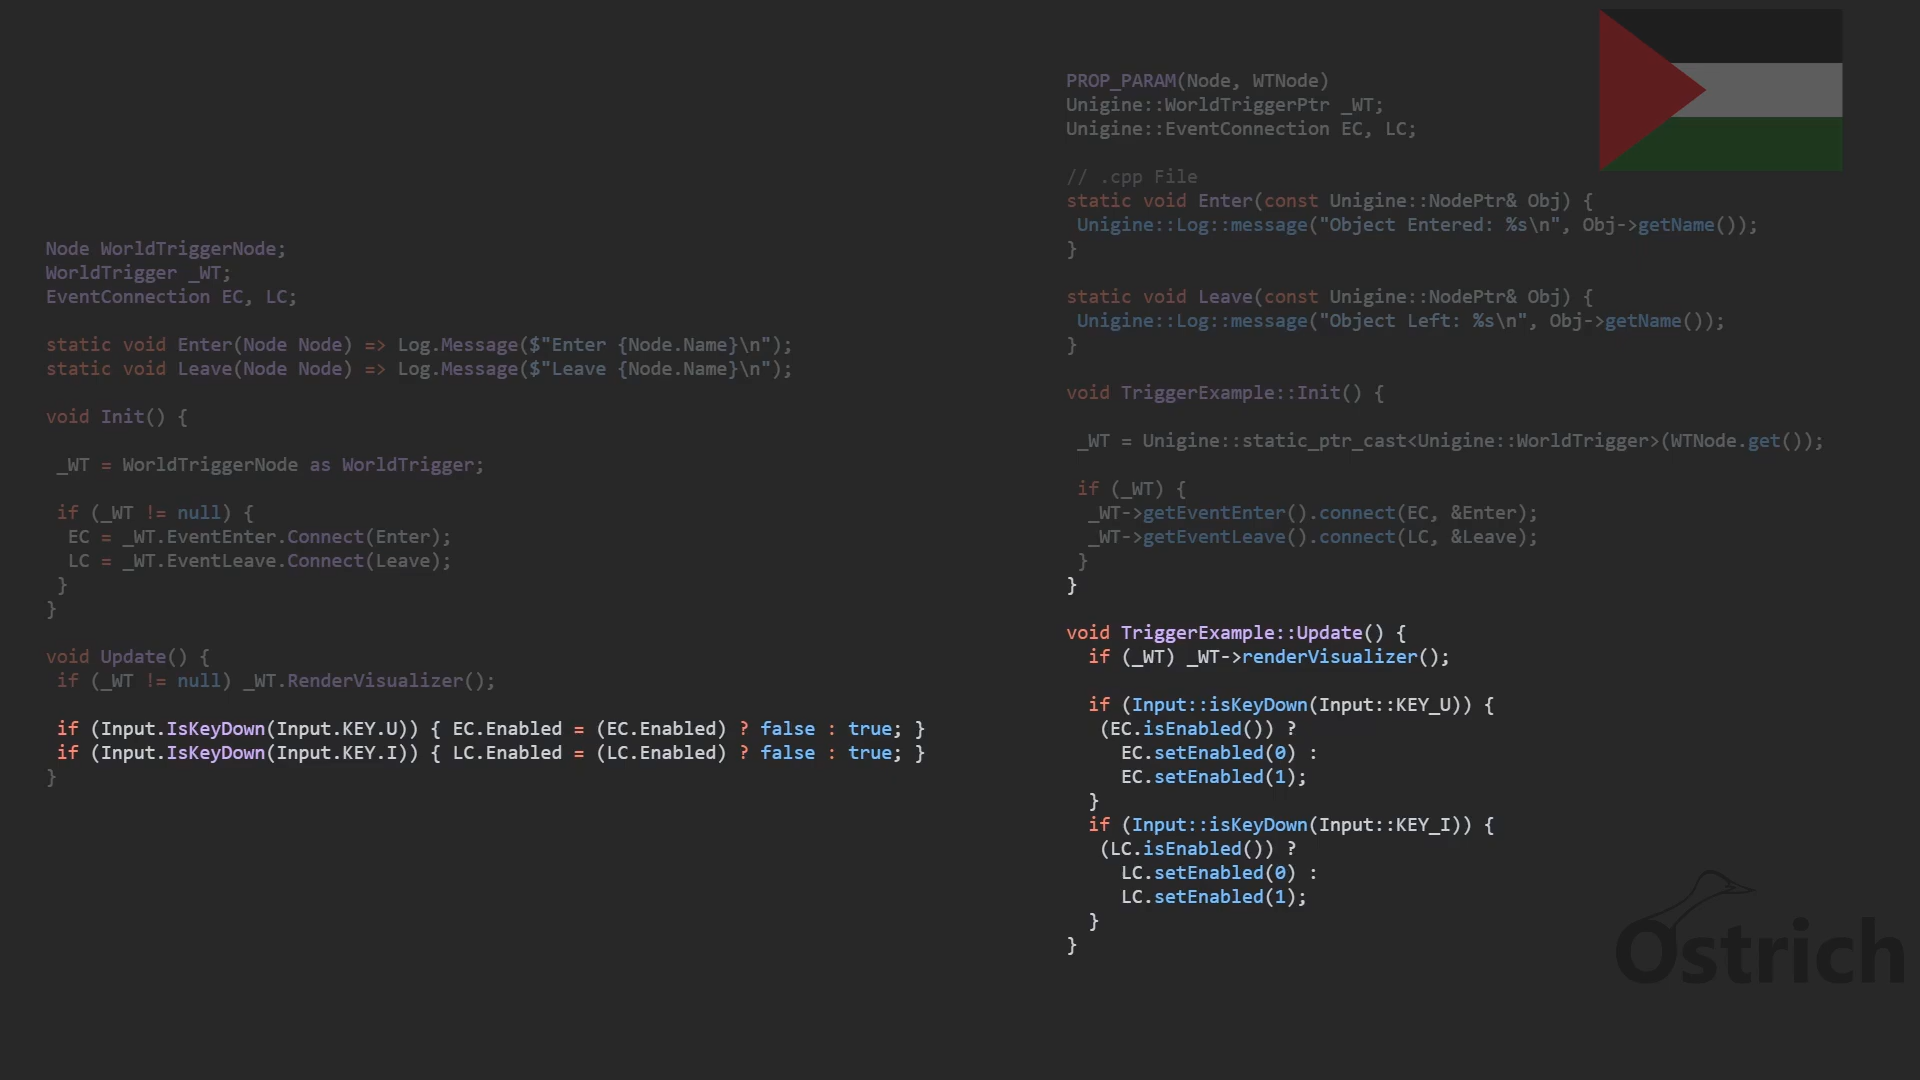 Node WorldTriggerNode;
WorldTrigger _WT;
EventConnection EC, LC;
static void Enter(Node Node) => Log.Message($"Enter {Node.Name}\n");
static void Leave(Node Node) => Log.Message($"Leave {Node.Name}\n");
void Init() {
_WT = WorldTriggerNode as WorldTrigger;
if (_WT != null) {
EC = _WT.EventEnter.Connect(Enter);
LC = _WT.EventLeave.Connect(Leave);
}
}
void Update() {
if (_WT != null) _WT.RenderVisualizer();
if (Input.IsKeyDown(Input.KEY.U)) { EC.Enabled = (EC.Enabled) ? false : true; }
if (Input.IsKeyDown(Input.KEY.I)) { LC.Enabled = (LC.Enabled) ? false : true; }
}
PROP_PARAM(Node, WTNode)
Unigine::WorldTriggerPtr _WT;
Unigine::EventConnection EC, LC;
// .cpp File
static void Enter(const Unigine::NodePtr& Obj) {
Unigine::Log::message("Object Entered: %s\n", Obj->getName());
}
static void Leave(const Unigine::NodePtr& Obj) {
Unigine::Log::message("Object Left: %s\n", Obj->getName());
}
void TriggerExample::Init() {
_WT = Unigine::static_ptr_cast<Unigine::WorldTrigger>(WTNode.get());
if (_WT) {
_WT->getEventEnter().connect(EC, &Enter);
_WT->getEventLeave().connect(LC, &Leave);
}
}
void TriggerExample::Update() {
if (_WT) _WT->renderVisualizer();
if (Input::isKeyDown(Input::KEY_U)) {
(EC.isEnabled()) ?
EC.setEnabled(0) :
EC.setEnabled(1);
}
if (Input::isKeyDown(Input::KEY_I)) {
(LC.isEnabled()) ?
LC.setEnabled(0) :
LC.setEnabled(1);
}
}
Ostrich